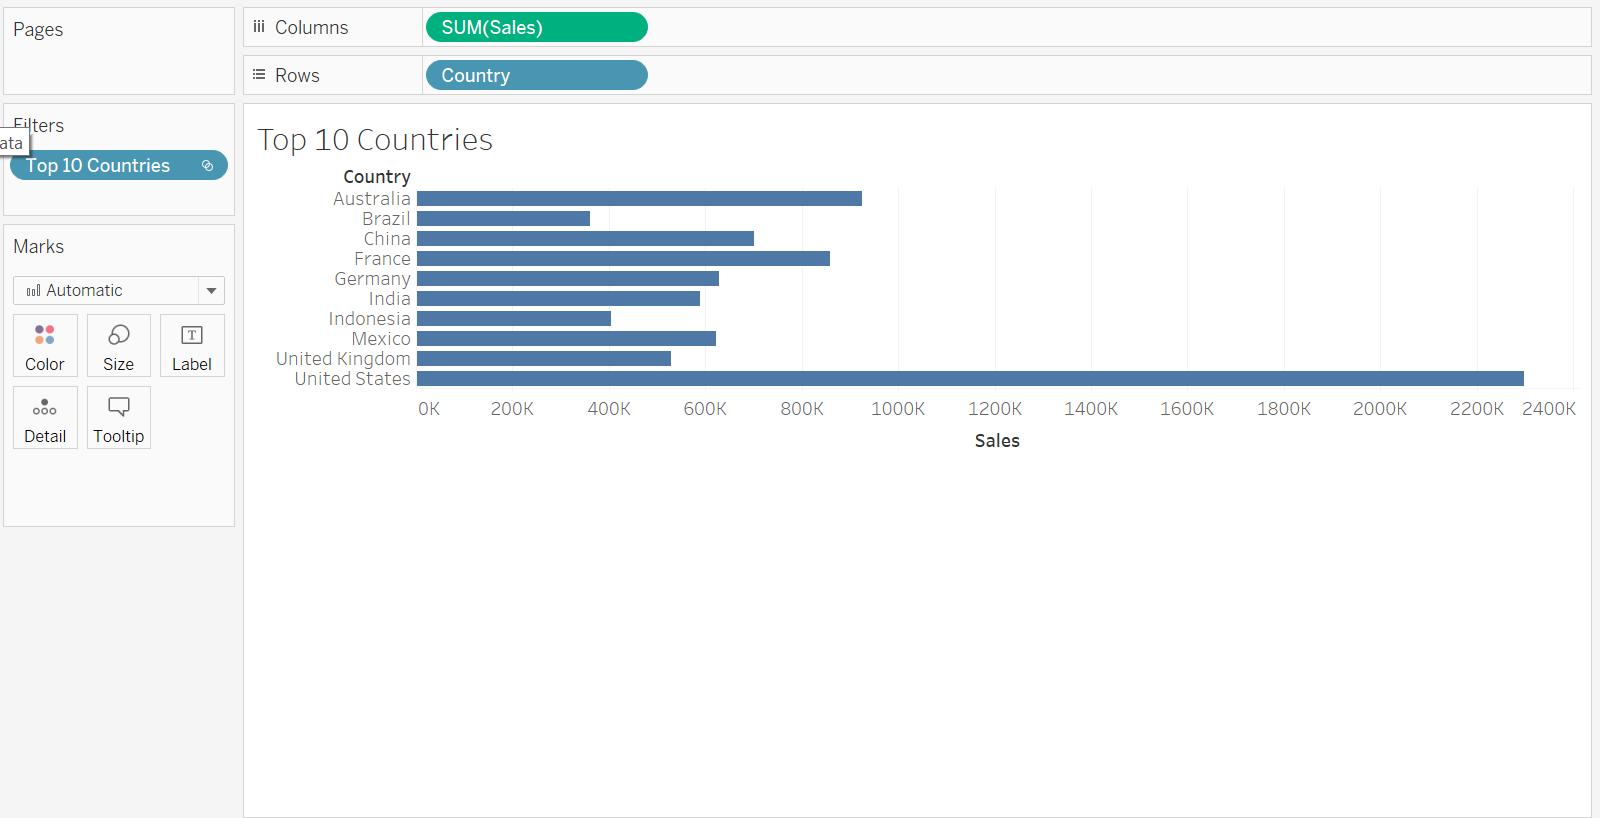 Pages
Columns
SUM(Sales)
Rows
Country
Filters
ata
Top 10 Countries
Marks
Automatic
Color
Size
Label
Detail
Tooltip
Top 10 Countries
Country
Australia
Brazil
China
France
Germany
India
Indonesia
Mexico
United Kingdom
United States
0K 200K 400K 600K 800K 1000K 1200K 1400K 1600K 1800K 2000K 2200K 2400K
Sales